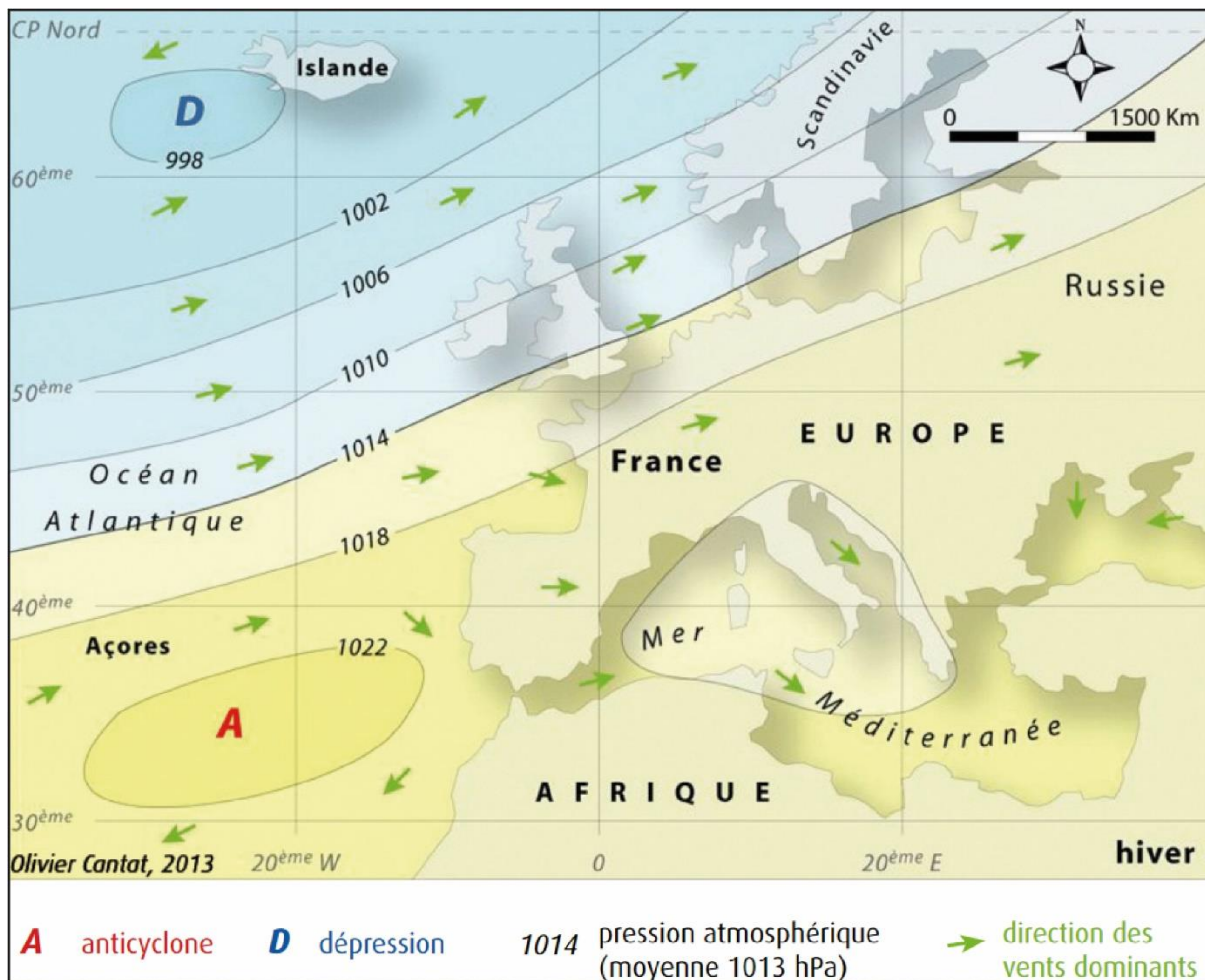 CP Nord
Islande
Scandinavie
N
0 1500 Km
D
998
60ème
1002
1006
Russie
1010
50ème
1014
EUROPE
France
Océan
Atlantique
1018
40ème
Açores
1022
Mer
Méditerranée
A
AFRIQUE
30ème
Olivier Cantat, 2013 20ème W 0 20ème E hiver
A anticyclone D dépression 1014 pression atmosphérique (moyenne 1013 hPa) direction des vents dominants